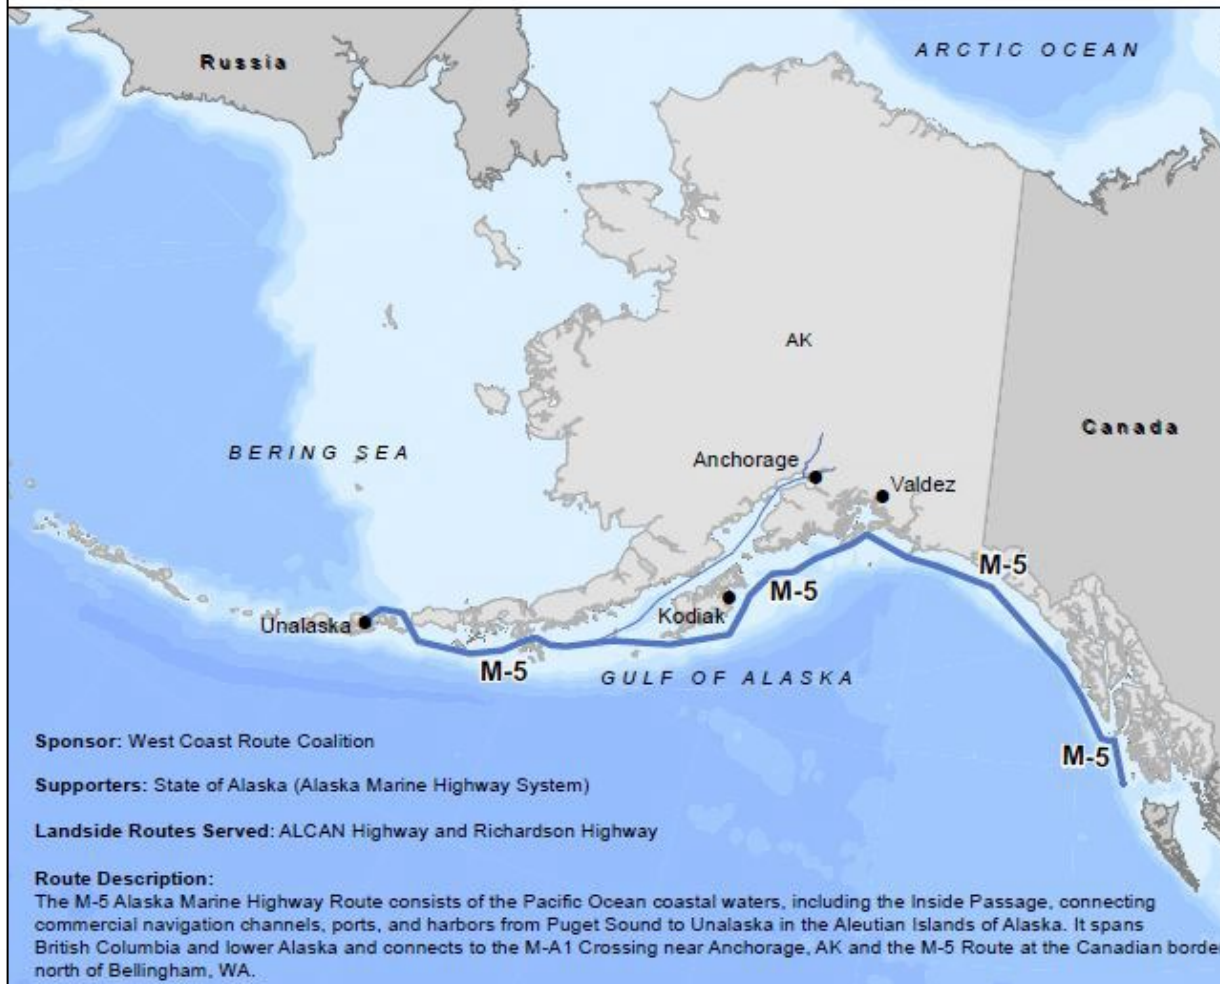 ARCTIC OCEAN
Russia
AK
Canada
BERING SEA
Anchorage
Valdez
M-5
M-5
Kodiak
Unalaska
M-5
GULF OF ALASKA
M-5
Sponsor: West Coast Route Coalition
Supporters: State of Alaska (Alaska Marine Highway System)
Landside Routes Served: ALCAN Highway and Richardson Highway
Route Description:
The M-5 Alaska Marine Highway Route consists of the Pacific Ocean coastal waters, including the Inside Passage, connecting
commercial navigation channels, ports, and harbors from Puget Sound to Unalaska in the Aleutian Islands of Alaska. It spans
British Columbia and lower Alaska and connects to the M-A1 Crossing near Anchorage, AK and the M-5 Route at the Canadian border
north of Bellingham, WA.